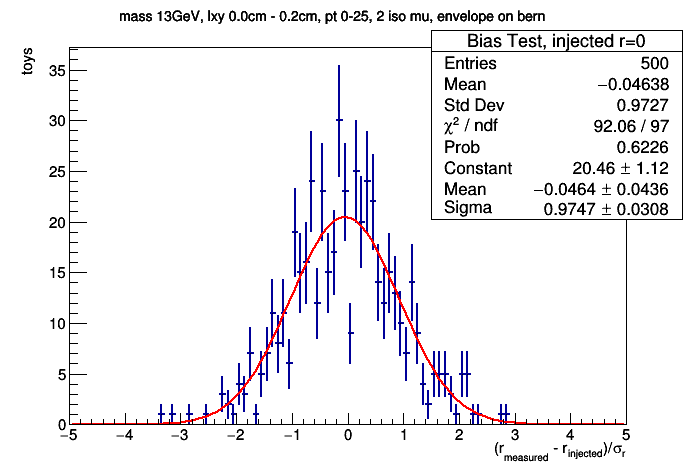 mass 13GeV, lxy 0.0cm - 0.2cm, pt 0-25, 2 iso mu, envelope on bern
Bias Test, injected r=0
Entries 500
Mean −0.04638
Std Dev 0.9727
χ² / ndf 92.06 / 97
Prob 0.6226
Constant 20.46 ± 1.12
Mean −0.0464 ± 0.0436
Sigma 0.9747 ± 0.0308
toys
35
30
25
20
15
10
5
0
−5 −4 −3 −2 −1 0 1 2 3 4 5
(r_measured - r_injected)/σ_r